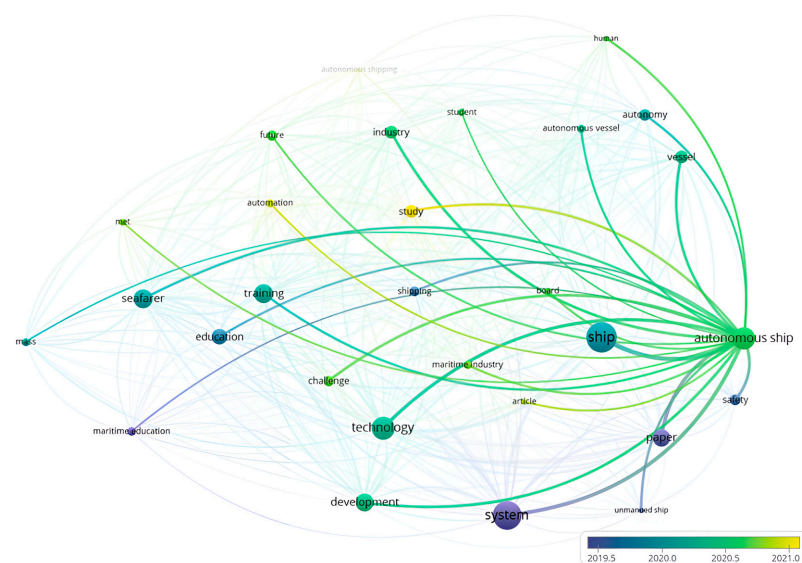 human
autonomous shipping
student
autonomy
future
industry
autonomous vessel
vessel
automation
study
met
seafarer
training
shipping
board
mass
education
ship
autonomous ship
maritime industry
challenge
article
safety
maritime education
technology
paper
development
system
unmanned ship
2019.5 2020.0 2020.5 2021.0